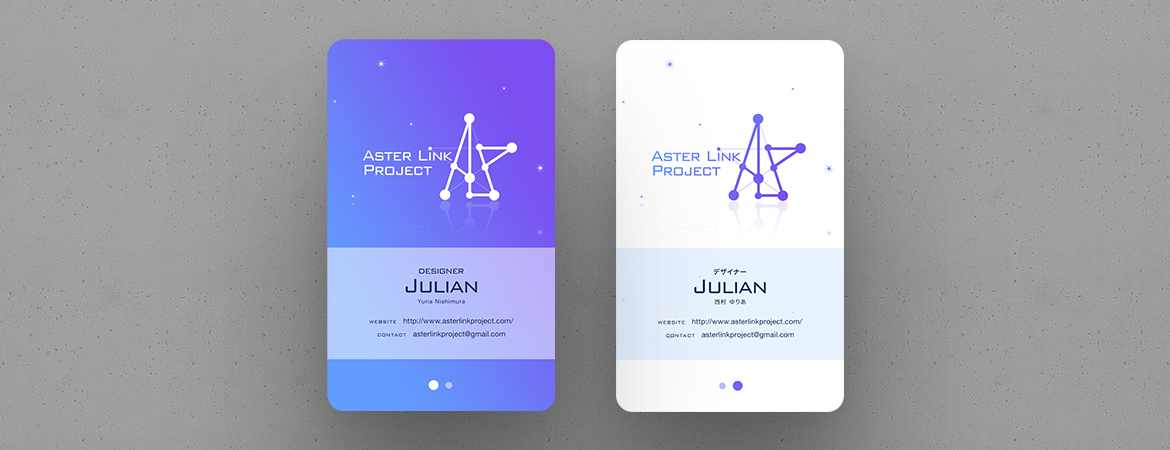 ASTER LINK
PROJECT
DESIGNER
JULIAN
Yuria Nishimura
WEBSITE http://www.asterlinkproject.com/
CONTACT asterlinkproject@gmail.com
ASTER LINK
PROJECT
デザイナー
JULIAN
西村 ゆりあ
WEBSITE http://www.asterlinkproject.com/
CONTACT asterlinkproject@gmail.com